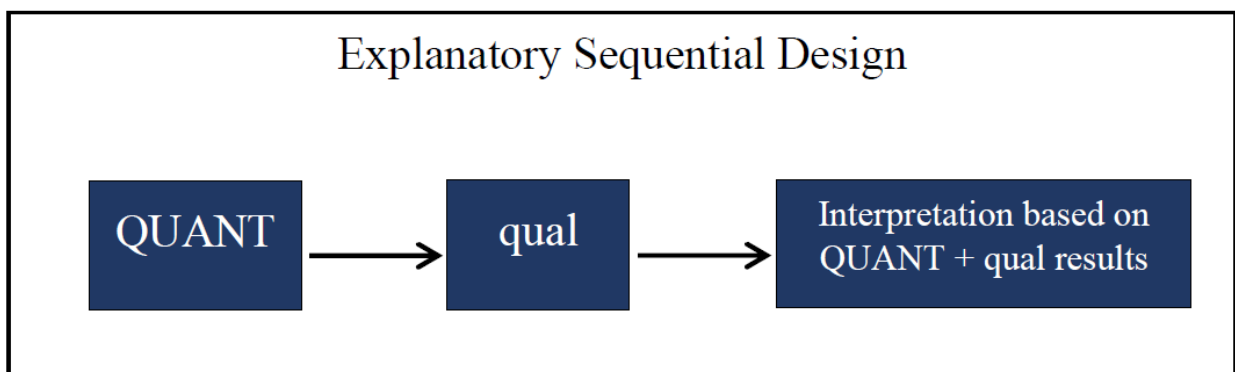 Explanatory Sequential Design
QUANT
qual
Interpretation based on
QUANT + qual results